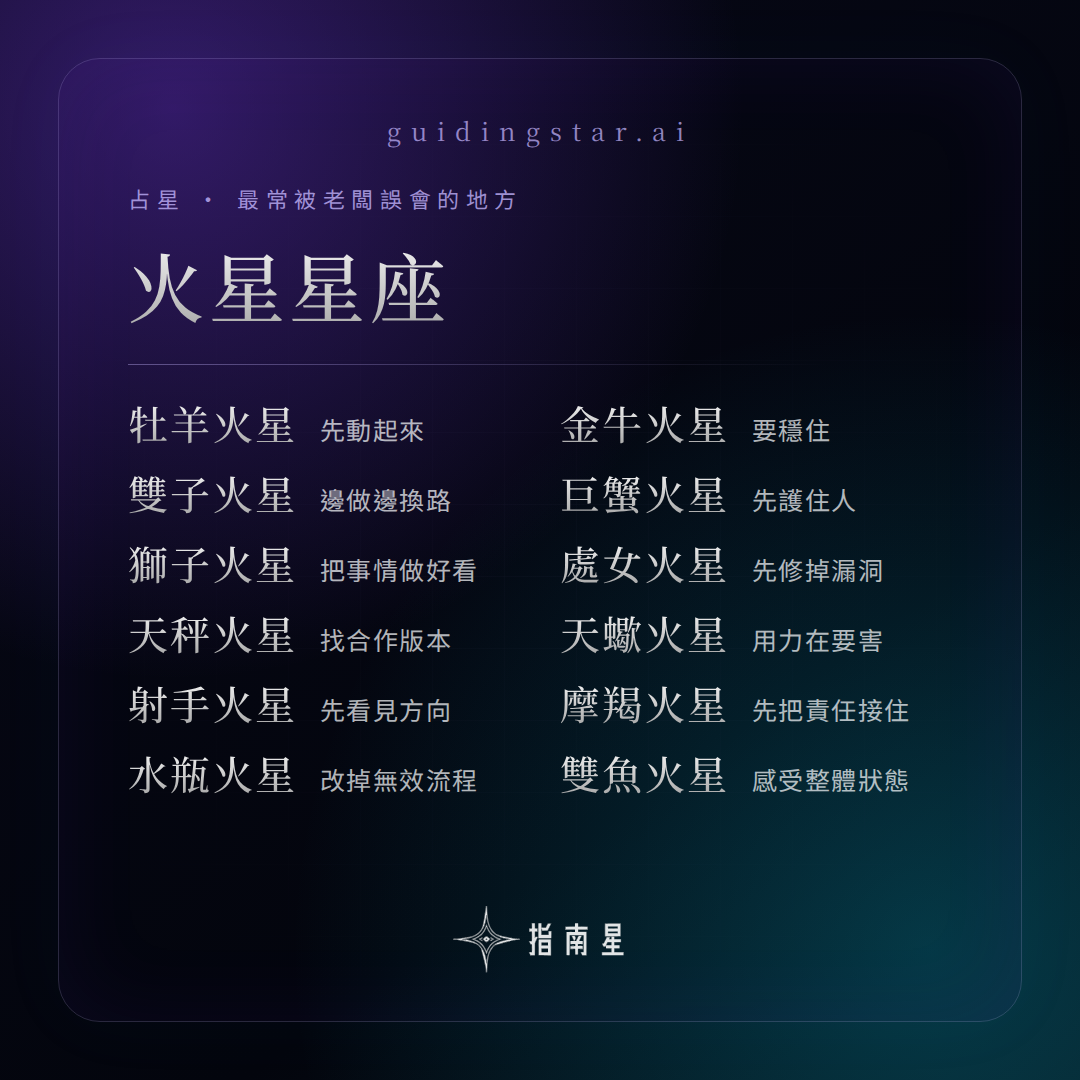 guidingstar.ai
占星 · 最常被老闆誤會的地方
火星星座
牡羊火星 先動起來 金牛火星 要穩住
雙子火星 邊做邊換路 巨蟹火星 先護住人
獅子火星 把事情做好看 處女火星 先修掉漏洞
天秤火星 找合作版本 天蠍火星 用力在要害
射手火星 先看見方向 摩羯火星 先把責任接住
水瓶火星 改掉無效流程 雙魚火星 感受整體狀態
指南星